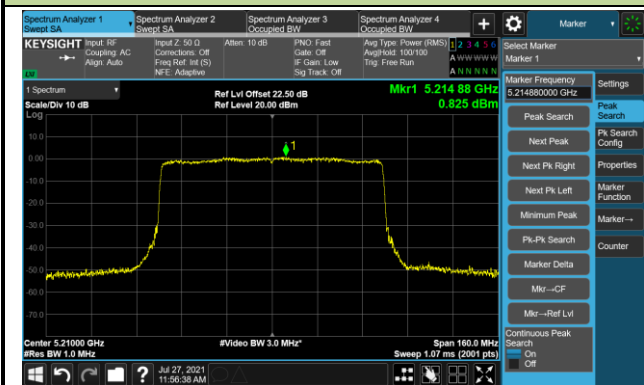 Spectrum Analyzer 1
Swept SA
Spectrum Analyzer 2
Swept SA
Spectrum Analyzer 3
Occupied BW
Spectrum Analyzer 4
Occupied BW
+
Marker
KEYSIGHT
Input: RF
Coupling: AC
Align: Auto
Input Z: 50 Ω
Corrections: Off
Freq Ref: Int (S)
NFE: Adaptive
Atten: 10 dB
PNO: Fast
Gate: Off
IF Gain: Low
Sig Track: Off
Avg Type: Power (RMS)
Avg|Hold: 100/100
Trig: Free Run
1 2 3 4 5 6
A W W W W W
A N N N N N
Select Marker
Marker 1
1 Spectrum
Scale/Div 10 dB
Log
Ref Lvl Offset 22.50 dB
Ref Level 20.00 dBm
Mkr1 5.214 88 GHz
0.825 dBm
10.0
0.00
-10.0
-20.0
-30.0
-40.0
-50.0
-60.0
-70.0
1
Center 5.21000 GHz
#Res BW 1.0 MHz
#Video BW 3.0 MHz*
Span 160.0 MHz
Sweep 1.07 ms (2001 pts)
Marker Frequency
5.214880000 GHz
Peak Search
Next Peak
Next Pk Right
Next Pk Left
Minimum Peak
Pk-Pk Search
Marker Delta
Mkr→CF
Mkr→Ref Lvl
Continuous Peak
Search
On
Off
Settings
Peak
Search
Pk Search
Config
Properties
Marker
Function
Marker→
Counter
?
Jul 27, 2021
11:56:38 AM